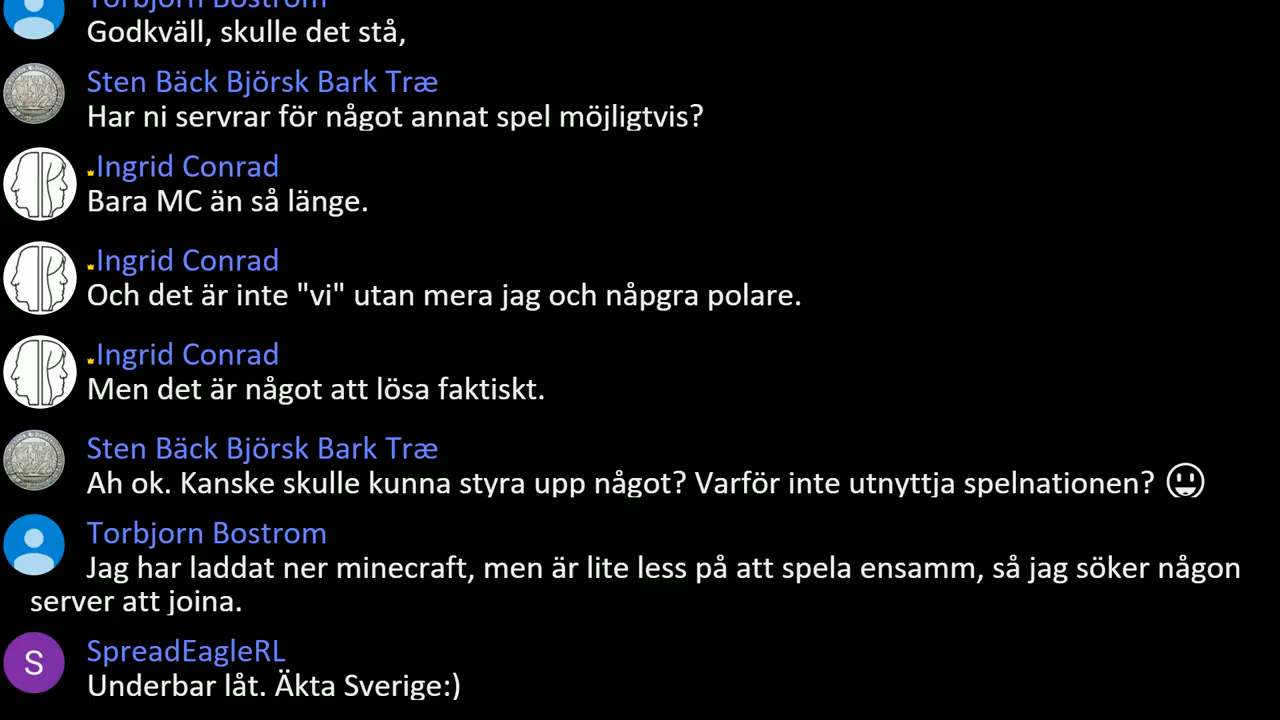 Torbjorn Bostrom
Godkväll, skulle det stå,
Sten Bäck Björsk Bark Træ
Har ni servrar för något annat spel möjligtvis?
Ingrid Conrad
Bara MC än så länge.
Ingrid Conrad
Och det är inte "vi" utan mera jag och nåpgra polare.
Ingrid Conrad
Men det är något att lösa faktiskt.
Sten Bäck Björsk Bark Træ
Ah ok. Kanske skulle kunna styra upp något? Varför inte utnyttja spelnationen? 😃
Torbjorn Bostrom
Jag har laddat ner minecraft, men är lite less på att spela ensamm, så jag söker någon
server att joina.
S
SpreadEagleRL
Underbar låt. Äkta Sverige:)